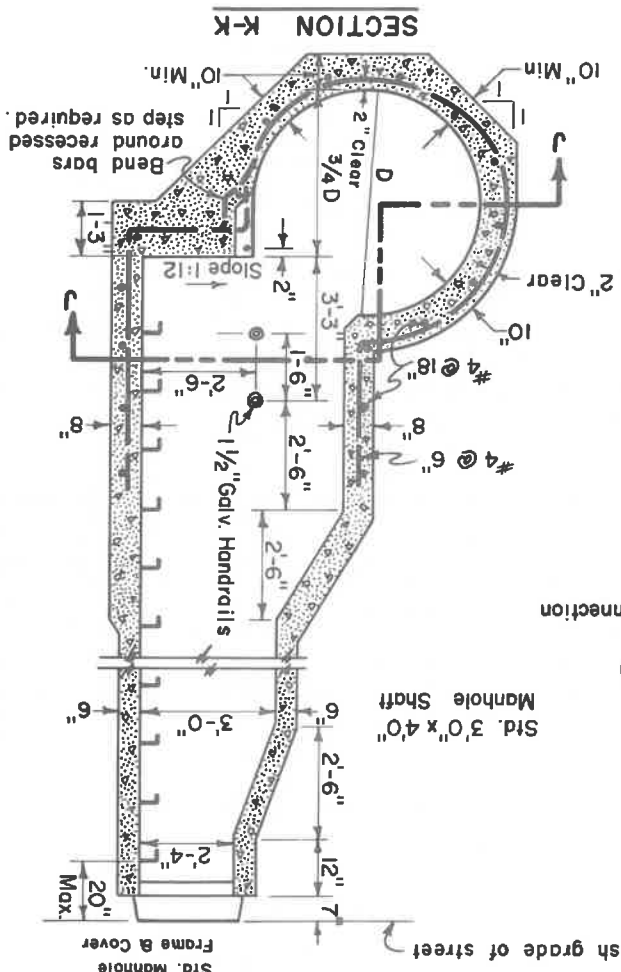 SECTION K-K
10" Min.
10" Min
I
I
I
I
Bend bars
around recessed
step as required.
2" Clear
3/4 D
D
J
1-3
Slope 1:12
2"
3'-3"
2" Clear
10"
J
1'-6"
2'-6"
#4 @ 18"
8"
8"
#4 @ 6"
2'-6"
1 1/2" Galv. Handrails
2'-6"
nnection
6"
3'-0"
6"
Std. 3'0" x 4'0"
Manhole Shaft
2'-6"
2'-4"
12"
20"
Max.
7"
Std. Manhole
Frame & Cover
sh grade of street